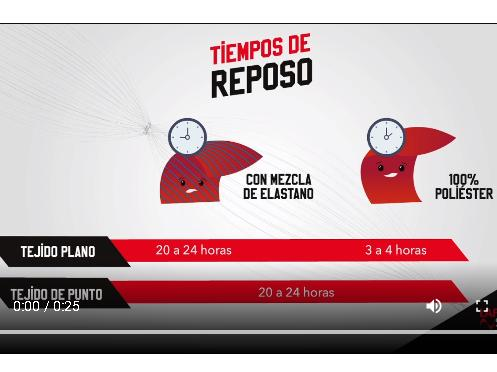 TIEMPOS DE
REPOSO
CON MEZCLA
DE ELASTANO
100%
POLIÉSTER
TEJIDO PLANO
20 a 24 horas
3 a 4 horas
TEJIDO DE PUNTO
20 a 24 horas
0:00 / 0:25